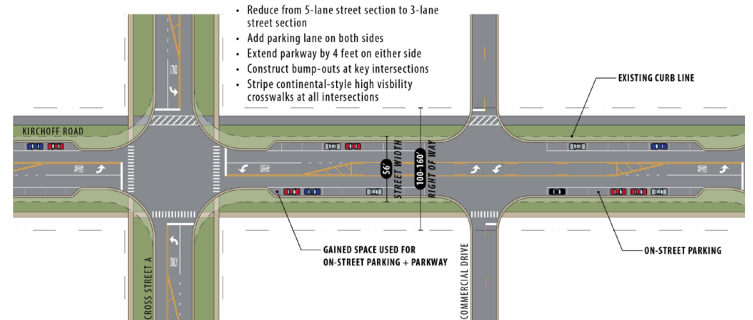 • Reduce from 5-lane street section to 3-lane
street section
• Add parking lane on both sides
• Extend parkway by 4 feet on either side
• Construct bump-outs at key intersections
• Stripe continental-style high visbility
crosswalks at all intersections
EXISTING CURB LINE
KIRCHOFF ROAD
56'
STREET WIDTH
100-160'
RIGHT OF WAY
GAINED SPACE USED FOR
ON-STREET PARKING + PARKWAY
ON-STREET PARKING
CROSS STREET A
COMMERCIAL DRIVE
ONLY
ONLY